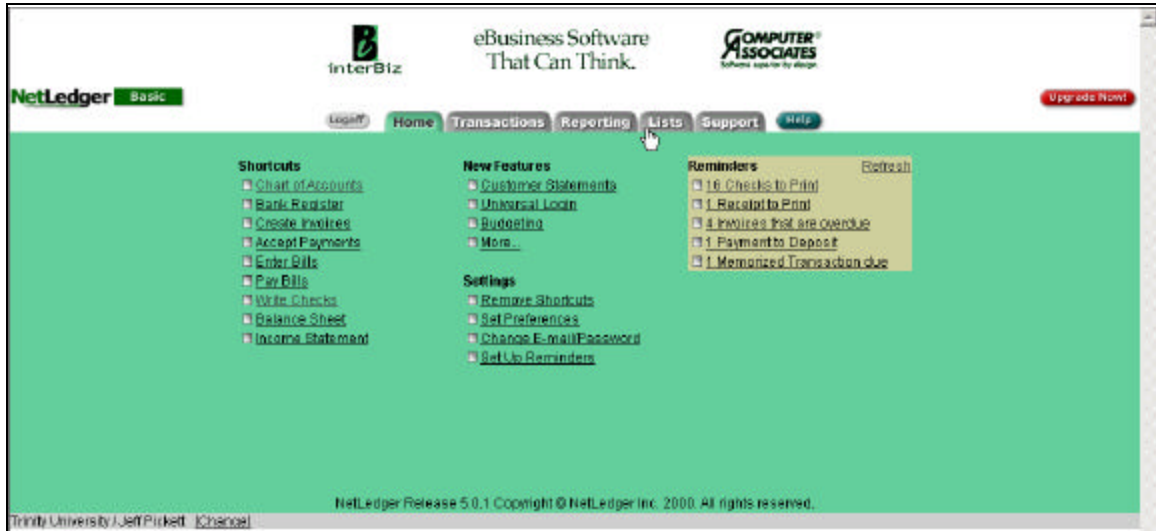 interBiz
eBusiness Software
That Can Think.
COMPUTER®
ASSOCIATES
Software superior by design.
NetLedger Basic
Upgrade Now!
Logoff Home Transactions Reporting Lists Support Help
Shortcuts
Chart of Accounts
Bank Register
Create Invoices
Accept Payments
Enter Bills
Pay Bills
Write Checks
Balance Sheet
Income Statement
New Features
Customer Statements
Universal Login
Budgeting
More...
Settings
Remove Shortcuts
Set Preferences
Change E-mail/Password
Set Up Reminders
Reminders Refresh
16 Checks to Print
1 Receipt to Print
4 Invoices that are overdue
1 Payment to Deposit
1 Memorized Transaction due
NetLedger Release 5.0.1 Copyright © NetLedger Inc. 2000. All rights reserved.
Trinity University / Jeff Pickett [Change]